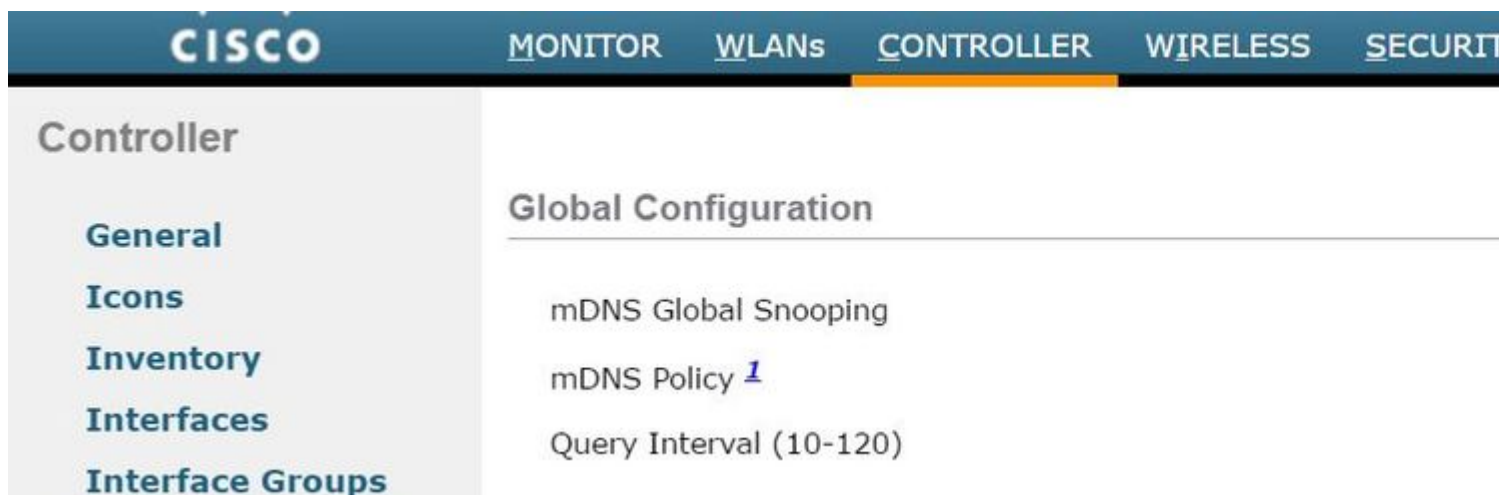 CISCO
MONITOR WLANs CONTROLLER WIRELESS SECURIT
Controller
General
Icons
Inventory
Interfaces
Interface Groups
Global Configuration
mDNS Global Snooping
mDNS Policy 1
Query Interval (10-120)